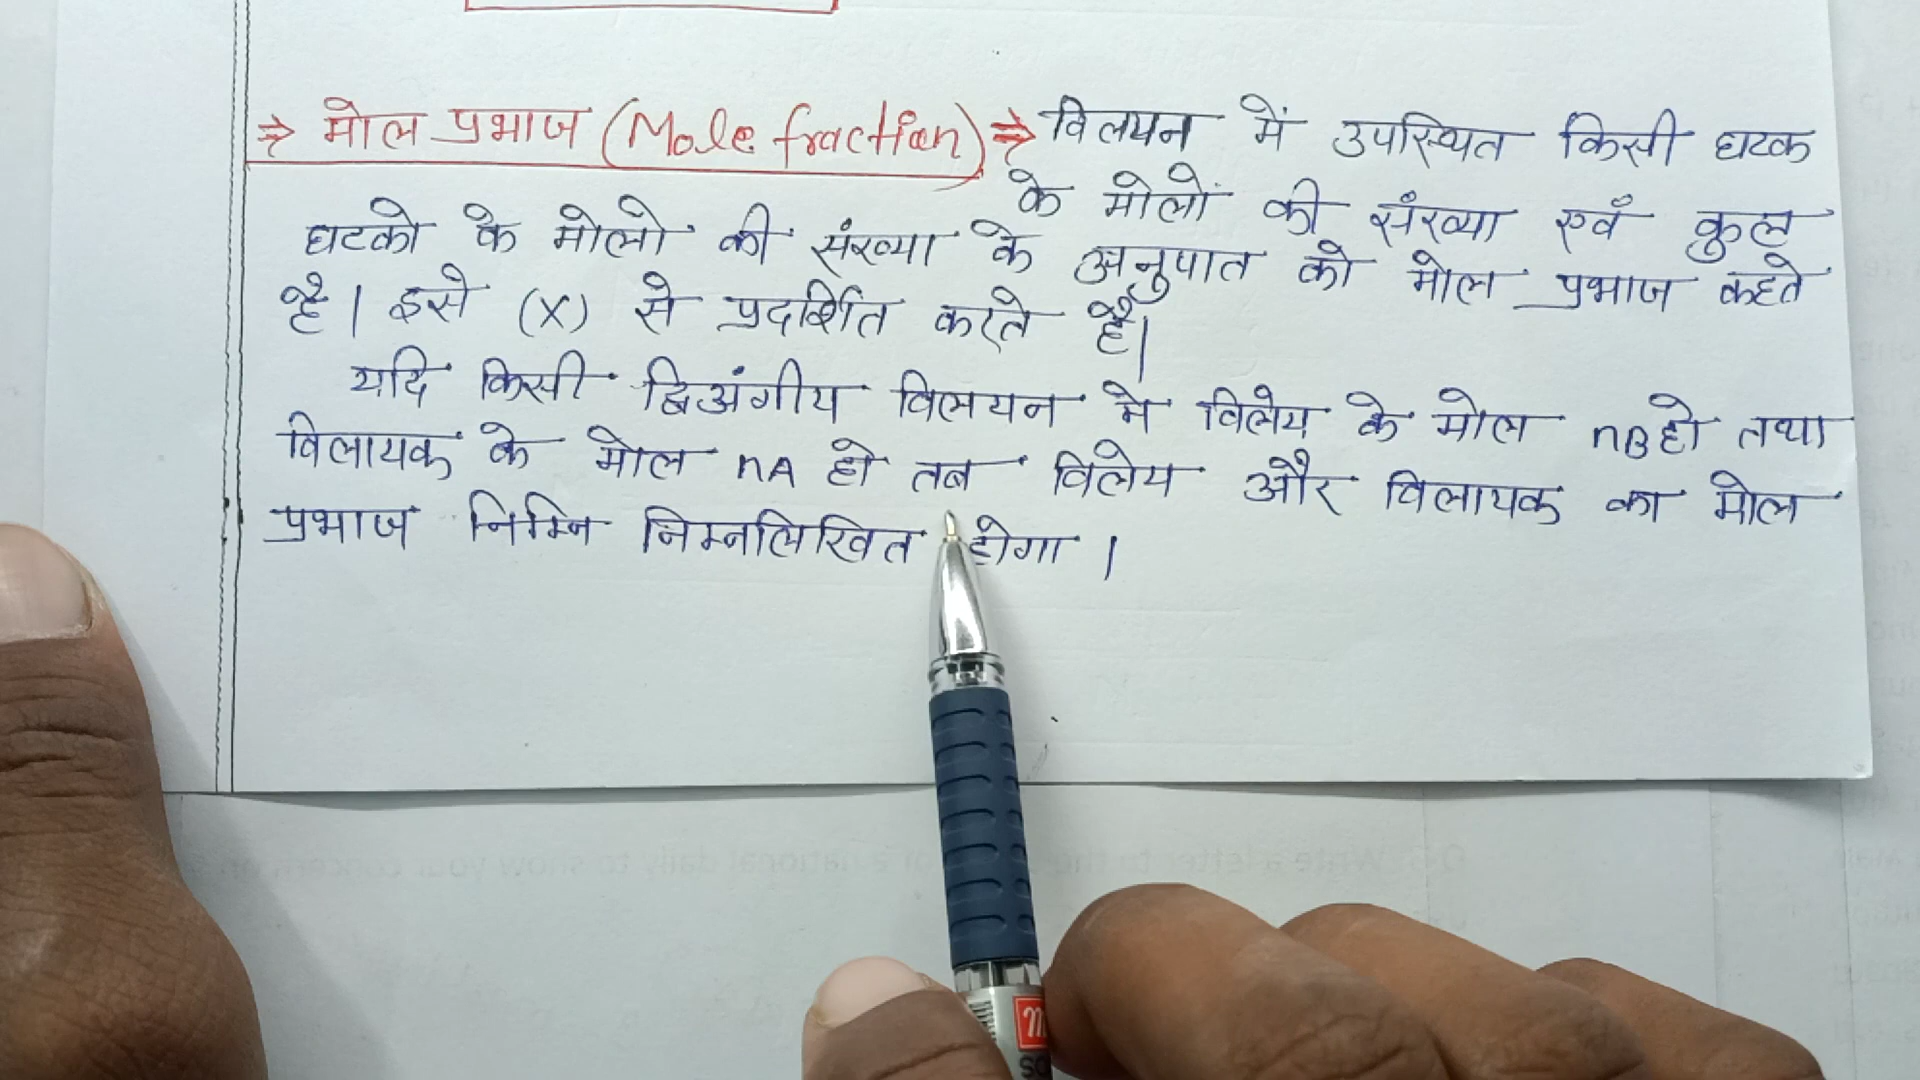 ⇒ मोल प्रभाज (Mole fraction) ⇒ विलयन में उपस्थित किसी घटक
के मोलों की संख्या एवं कुल
घटको के मोलो की संख्या के अनुपात को मोल प्रभाज कहते
है। इसे (X) से प्रदर्शित करते है।
यदि किसी द्विअंगीय विलयन मे विलेय के मोल nB हो तथा
विलायक के मोल nA हो तब विलेय और विलायक का मोल
प्रभाज निम्नि निम्नलिखित होगा।